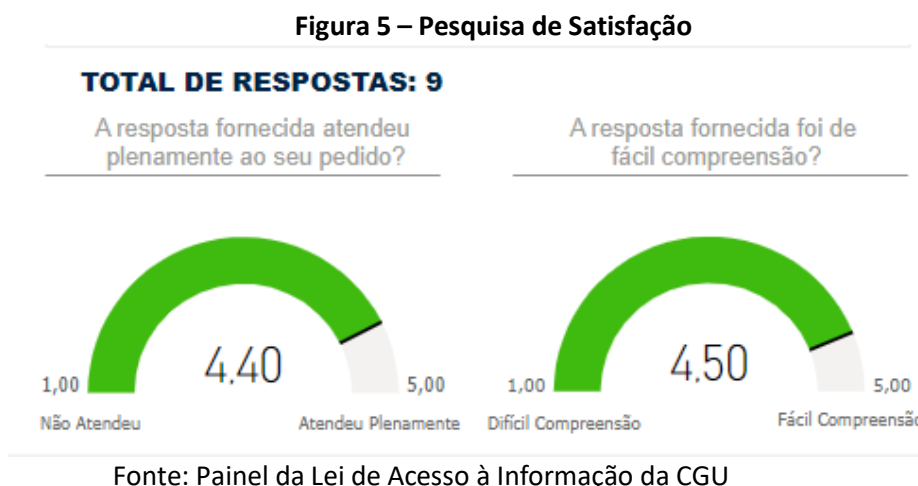 Figura 5 – Pesquisa de Satisfação
TOTAL DE RESPOSTAS: 9
A resposta fornecida atendeu
plenamente ao seu pedido?
A resposta fornecida foi de
fácil compreensão?
4,40
1,00
5,00
Não Atendeu
Atendeu Plenamente
4,50
1,00
5,00
Difícil Compreensão
Fácil Compreensão
Fonte: Painel da Lei de Acesso à Informação da CGU